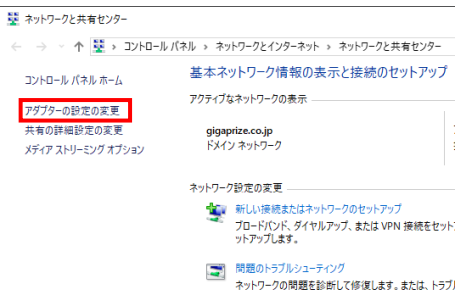 ネットワークと共有センター
コントロール パネル › ネットワークとインターネット › ネットワークと共有センター
コントロール パネル ホーム
アダプターの設定の変更
共有の詳細設定の変更
メディア ストリーミング オプション
基本ネットワーク情報の表示と接続のセットアップ
アクティブなネットワークの表示
gigaprize.co.jp
ドメイン ネットワーク
ネットワーク設定の変更
新しい接続またはネットワークのセットアップ
ブロードバンド、ダイヤルアップ、または VPN 接続をセット
ットアップします。
問題のトラブルシューティング
ネットワークの問題を診断して修復します。または、トラブル